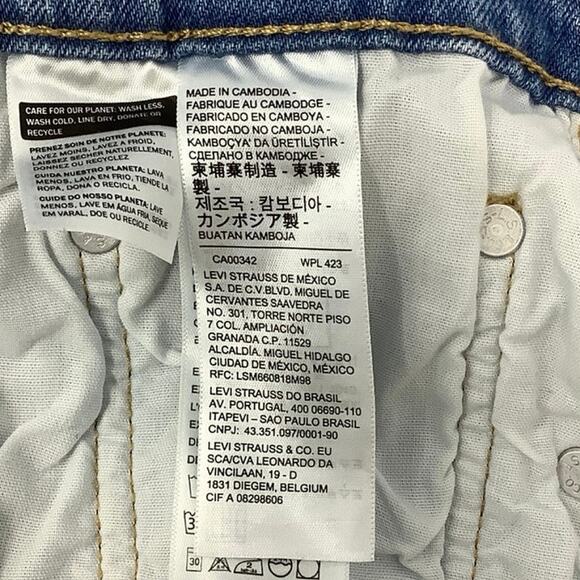 CARE FOR OUR PLANET: WASH LESS,
WASH COLD, LINE DRY, DONATE OR
RECYCLE
PRENEZ SOIN DE NOTRE PLANETE:
LAVEZ MOINS, LAVEZ A FROID,
LAISSEZ SECHER NATURELLEMENT,
DONNEZ OU RECYCLEZ
CUIDA NUESTRO PLANETA: LAVA
MENOS, LAVA EN FRIO, TIENDE LA
ROPA, DONA O RECICLA.
CUIDE DO NOSSO PLANETA: LAVE
MENOS, LAVE EM ÁGUA FRIA, SEQUE
EM VARAL, DOE OU RECICLE.
MADE IN CAMBODIA -
FABRIQUE AU CAMBODGE -
FABRICADO EN CAMBOYA -
FABRICADO NO CAMBOJA -
KAMBOÇYA' DA ÜRETİLİŞTİR -
СДЕЛАНО В КАМБОДЖЕ -
柬埔寨制造 - 柬埔寨
製 -
제조국 : 캄보디아 -
カンボジア製 -
BUATAN KAMBOJA
CA00342 WPL 423
LEVI STRAUSS DE MÉXICO
S.A. DE C.V.BLVD. MIGUEL DE
CERVANTES SAAVEDRA
NO. 301, TORRE NORTE PISO
7 COL. AMPLIACIÓN
GRANADA C.P. 11529
ALCALDÍA. MIGUEL HIDALGO
CIUDAD DE MÉXICO, MÉXICO
RFC: LSM660818M98
LEVI STRAUSS DO BRASIL
AV. PORTUGAL, 400 06690-110
ITAPEVI – SAO PAULO BRASIL
CNPJ: 43.351.097/0001-90
LEVI STRAUSS & CO. EU
SCA/CVA LEONARDO DA
VINCILAAN, 19 - D
1831 DIEGEM, BELGIUM
CIF A 08298606
30